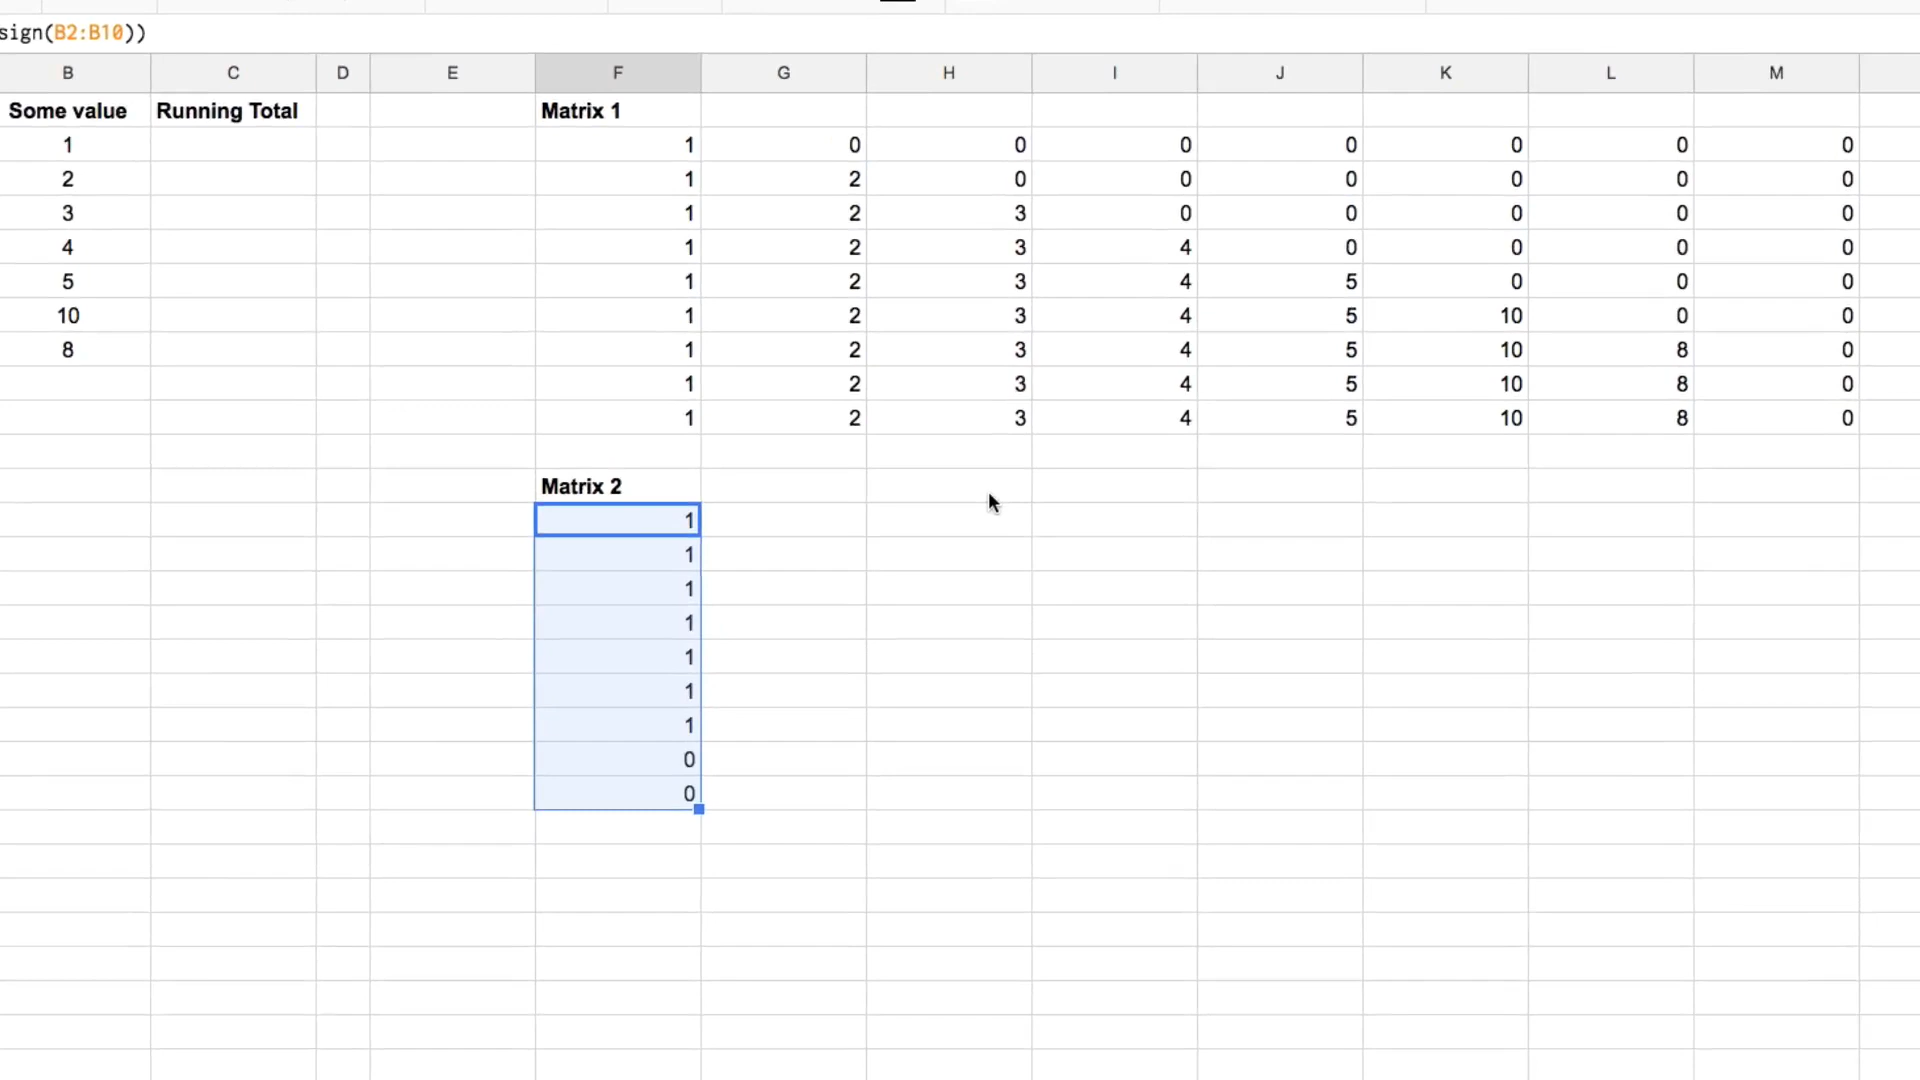 sign(B2:B10))
B C D E F G H I J K L M
Some value Running Total Matrix 1
1 1 0 0 0 0 0 0 0
2 1 2 0 0 0 0 0 0
3 1 2 3 0 0 0 0 0
4 1 2 3 4 0 0 0 0
5 1 2 3 4 5 0 0 0
10 1 2 3 4 5 10 0 0
8 1 2 3 4 5 10 8 0
1 2 3 4 5 10 8 0
1 2 3 4 5 10 8 0
Matrix 2
1
1
1
1
1
1
1
0
0